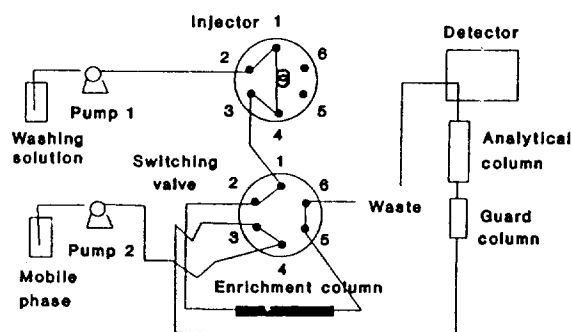 Injector 1
2
6
3
5
4
Pump 1
Washing
solution
Detector
Analytical
column
Guard
column
Switching
valve
1
2
6
3
5
4
Waste
Pump 2
Mobile
phase
Enrichment column